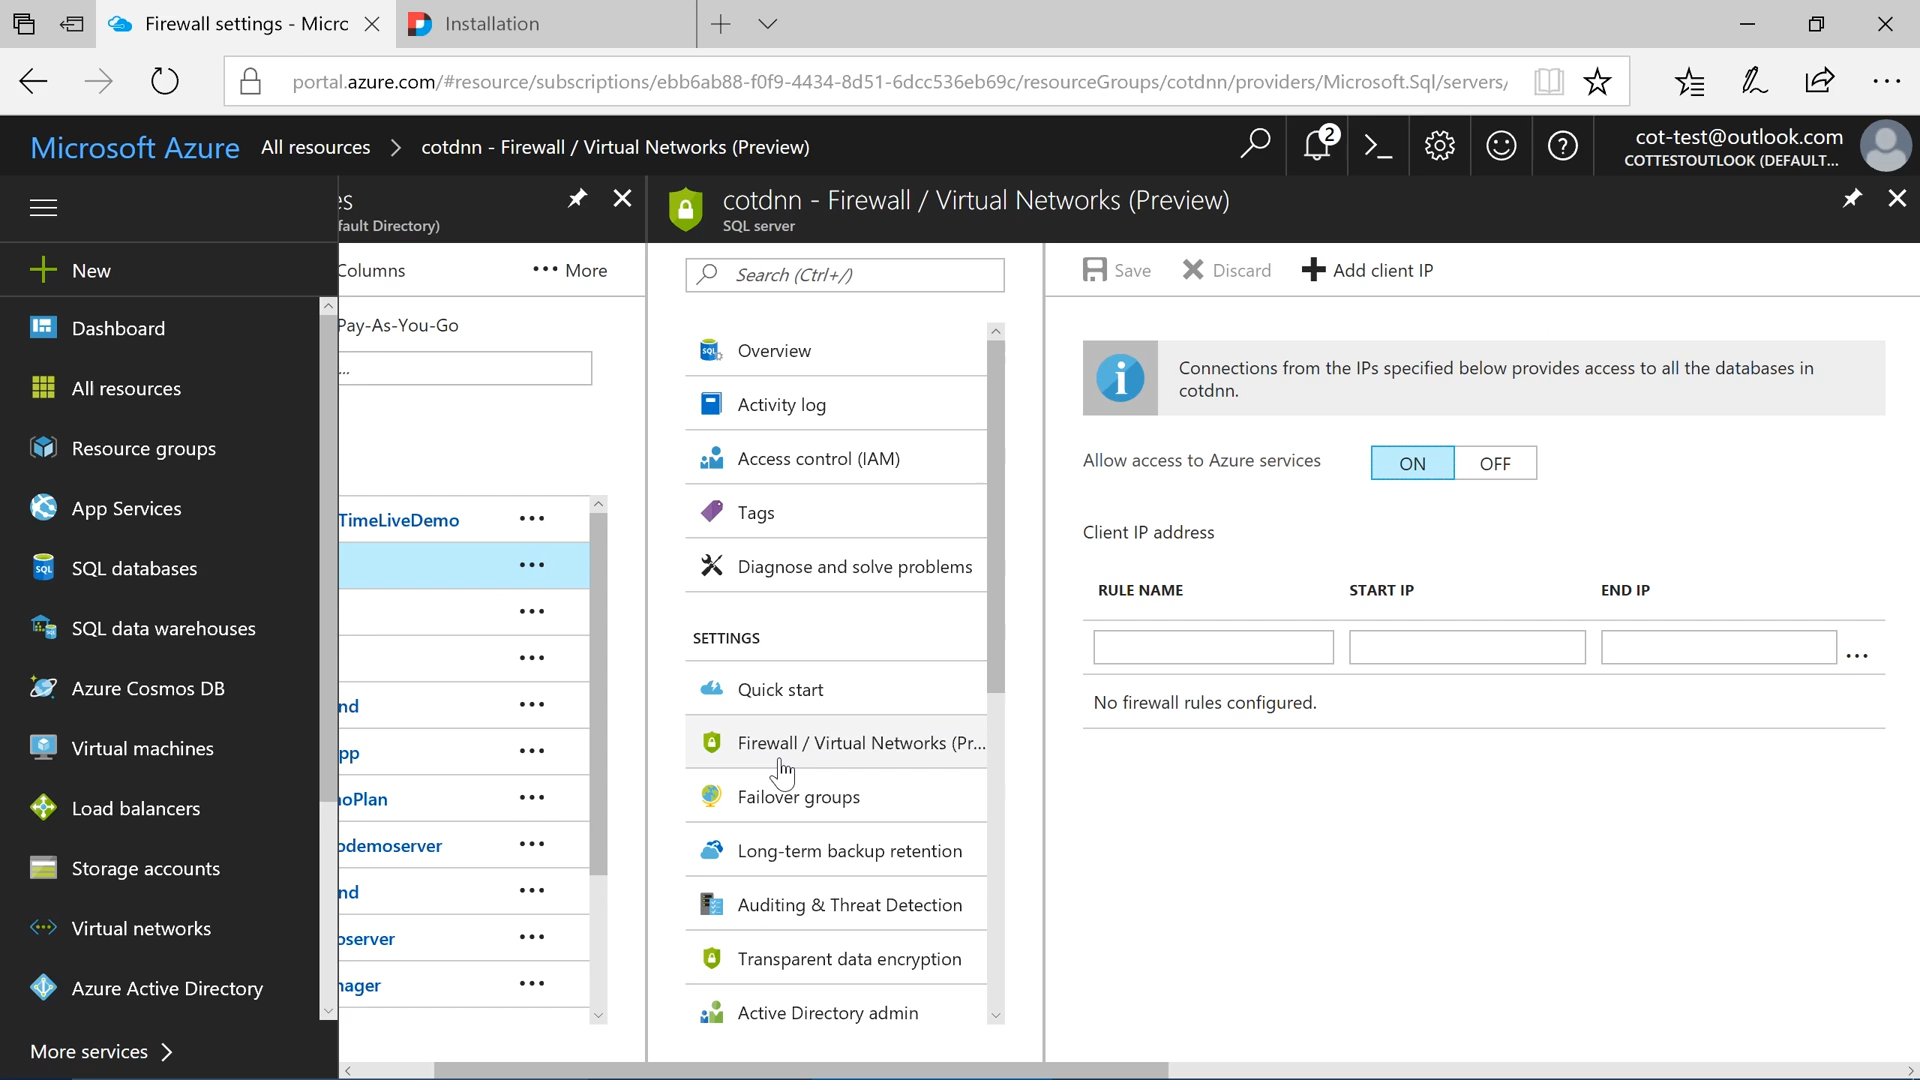 Firewall settings - Micrc
Installation
portal.azure.com/#resource/subscriptions/ebb6ab88-f0f9-4434-8d51-6dcc536eb69c/resourceGroups/cotdnn/providers/Microsoft.Sql/servers/
Microsoft Azure
All resources > cotdnn - Firewall / Virtual Networks (Preview)
2
cot-test@outlook.com
COTTESTOUTLOOK (DEFAULT...
New
Dashboard
All resources
Resource groups
App Services
SQL databases
SQL data warehouses
Azure Cosmos DB
Virtual machines
Load balancers
Storage accounts
Virtual networks
Azure Active Directory
More services >
es
fault Directory)
Columns
... More
Pay-As-You-Go
...
TimeLiveDemo
nd
pp
noPlan
odemoserver
nd
oserver
nager
cotdnn - Firewall / Virtual Networks (Preview)
SQL server
Search (Ctrl+/)
Overview
Activity log
Access control (IAM)
Tags
Diagnose and solve problems
SETTINGS
Quick start
Firewall / Virtual Networks (Pr...
Failover groups
Long-term backup retention
Auditing & Threat Detection
Transparent data encryption
Active Directory admin
Save
Discard
Add client IP
Connections from the IPs specified below provides access to all the databases in
cotdnn.
Allow access to Azure services
ON OFF
Client IP address
RULE NAME START IP END IP
...
No firewall rules configured.